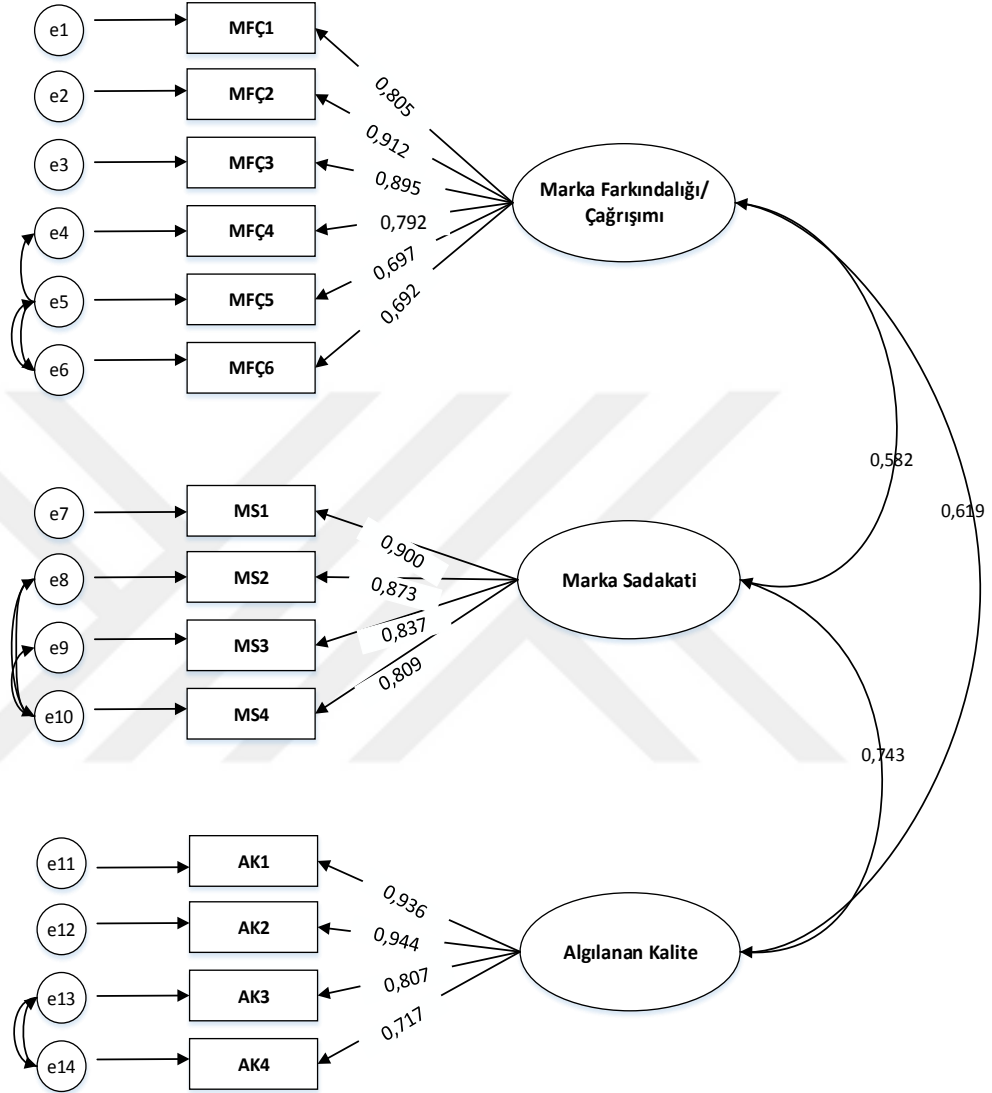 e1
MFÇ1
0,805
e2
MFÇ2
0,912
e3
MFÇ3
0,895
e4
MFÇ4
0,792
e5
MFÇ5
0,697
e6
MFÇ6
0,692
Marka Farkındalığı/
Çağrışımı
0,582
0,619
e7
MS1
0,900
e8
MS2
0,873
e9
MS3
0,837
e10
MS4
0,809
Marka Sadakati
0,743
e11
AK1
0,936
e12
AK2
0,944
e13
AK3
0,807
e14
AK4
0,717
Algılanan Kalite